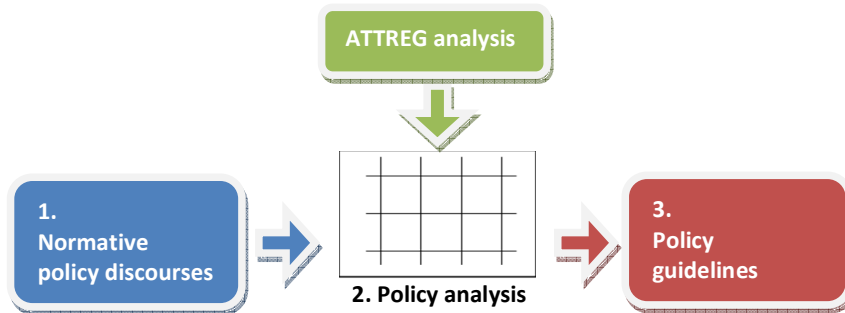 ATTREG analysis
1.
Normative
policy discourses
2. Policy analysis
3.
Policy
guidelines